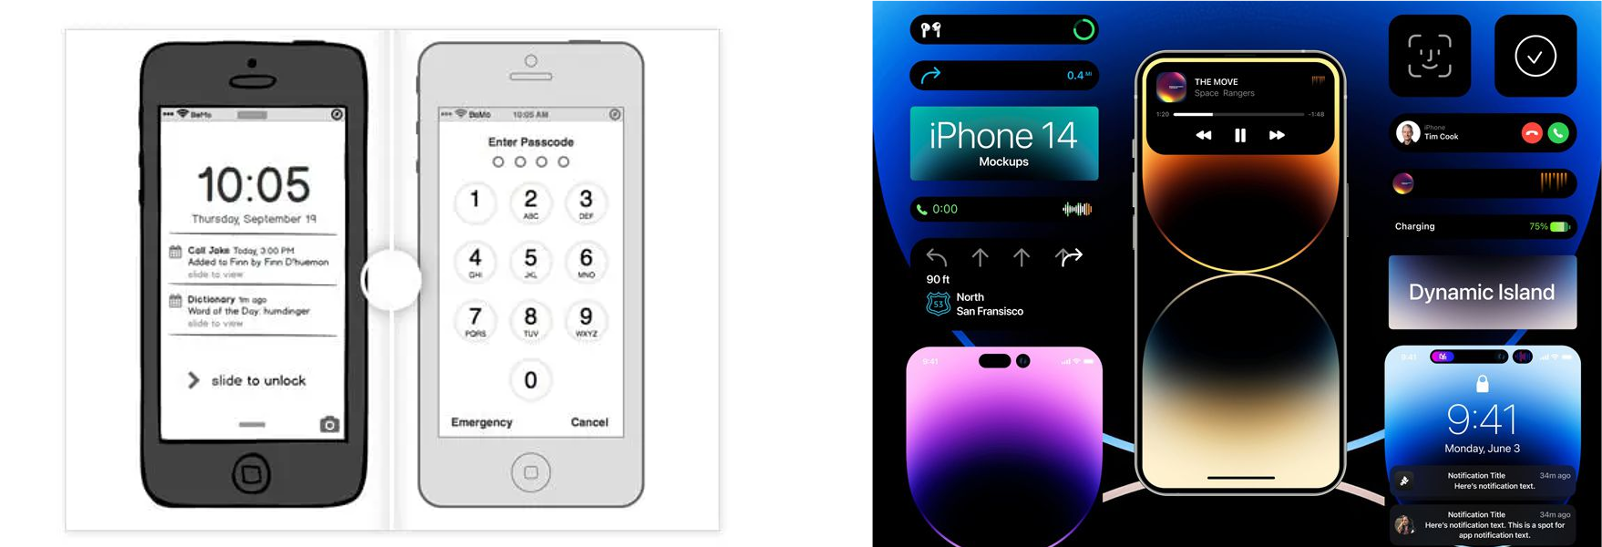 BaMo
10:05
Thursday, September 19
Call Jake Today, 3:00 PM
Added to Finn by Finn D'huemon
slide to view
Dictionary 1m ago
Word of the Day: humdinger
slide to view
slide to unlock
BaMo 10:05 AM
Enter Passcode
1 2 3
ABC DEF
4 5 6
GHI JKL MNO
7 8 9
PQRS TUV WXYZ
0
Emergency Cancel
0.4 MI
iPhone 14
Mockups
0:00
90 ft
53 North
San Fransisco
9:41
THE MOVE
Space Rangers
1:20 -1:48
iPhone
Tim Cook
Charging 75%
Dynamic Island
9:41
9:41
Monday, June 3
Notification Title 34m ago
Here's notification text.
Notification Title 34m ago
Here's notification text. This is a spot for
app notification text.